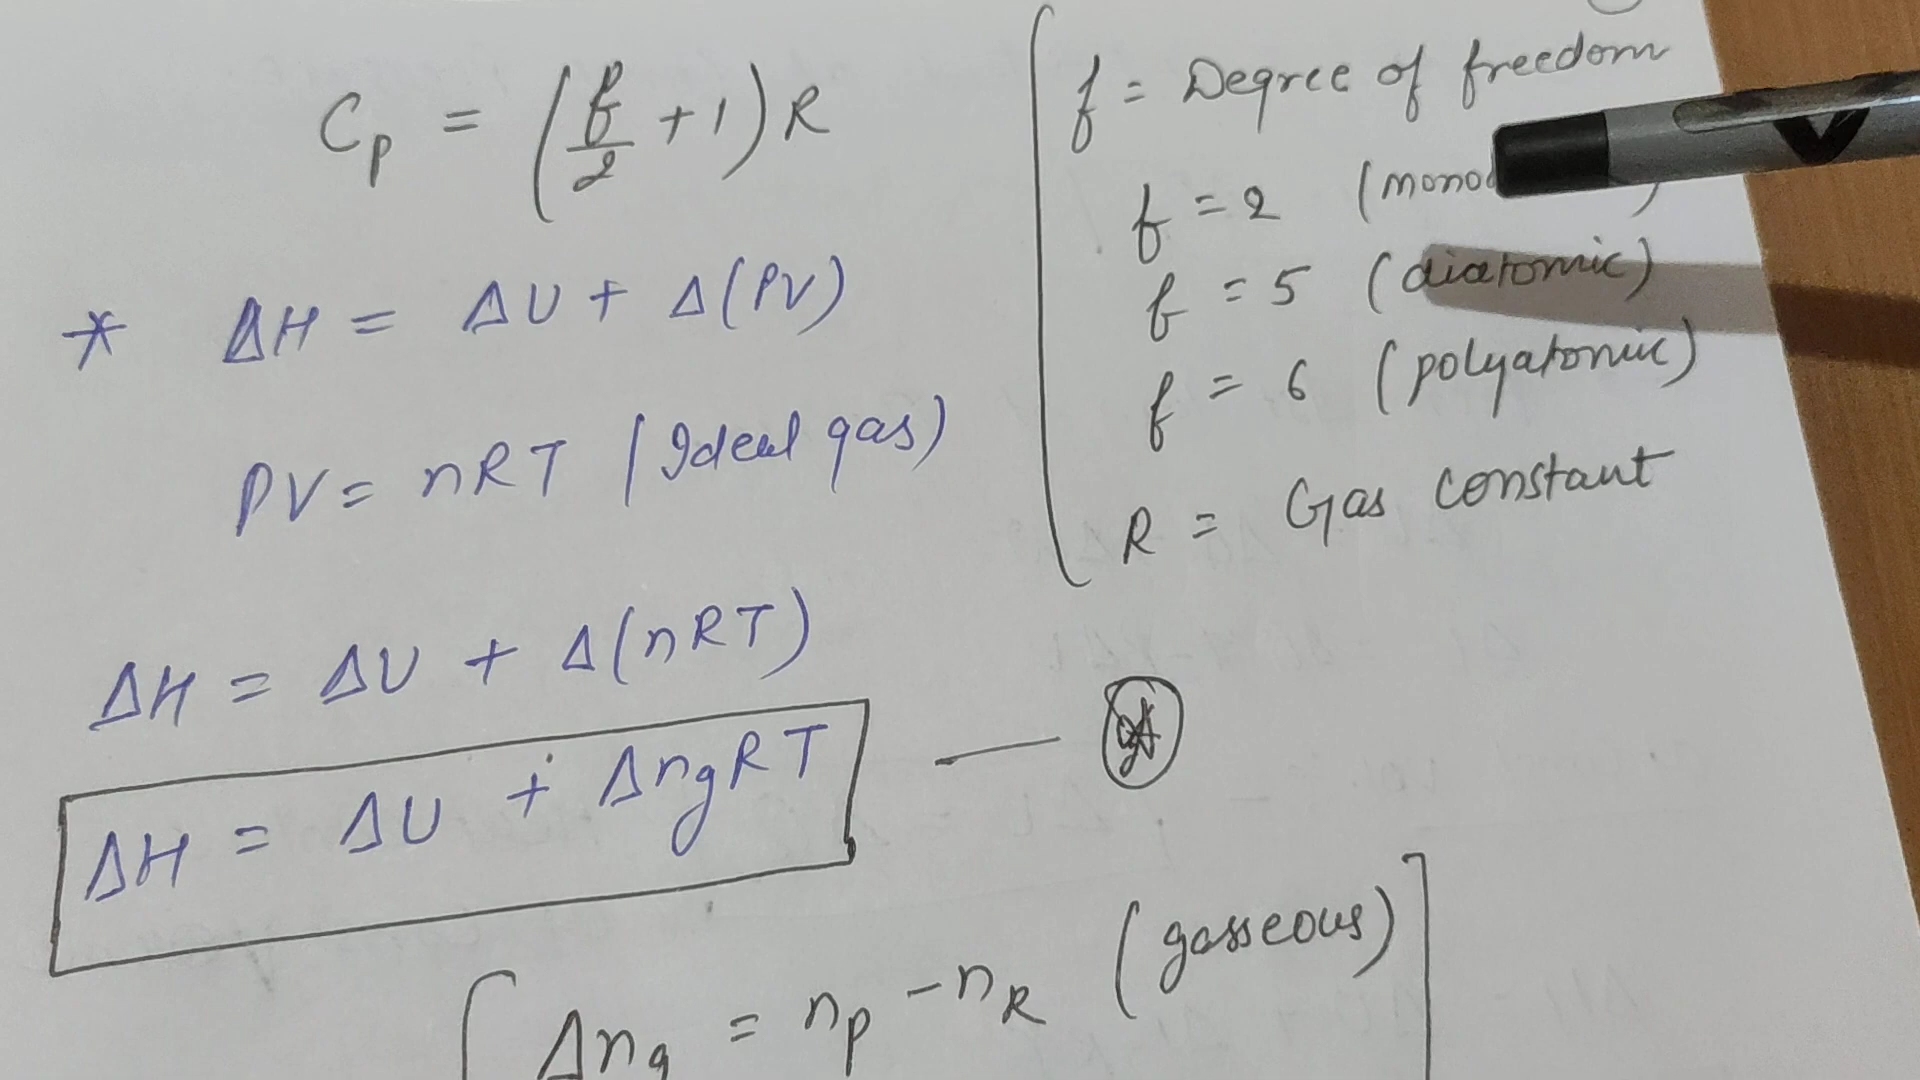 Cp = (f/2 + 1) R
f = Degree of freedom
f = 2 (mono
f = 5 (diatomic)
f = 6 (polyatomic)
R = Gas constant
* ΔH = ΔU + Δ(PV)
PV = nRT (Ideal gas)
ΔH = ΔU + Δ(nRT)
ΔH = ΔU + ΔngRT
[Δng = nP - nR (gasseous)]